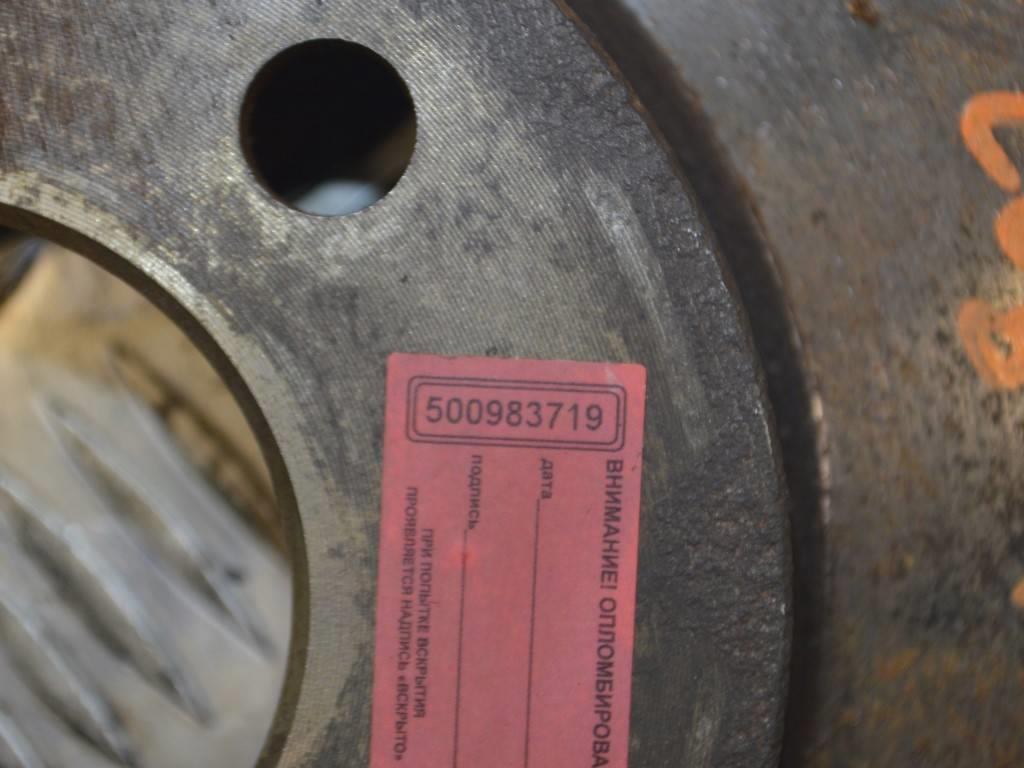 500983719
ВНИМАНИЕ! ОПЛОМБИРОВА
дата
подпись
ПРИ ПОПЫТКЕ ВСКРЫТИЯ
ПРОЯВЛЯЕТСЯ НАДПИСЬ «ВСКРЫТО»